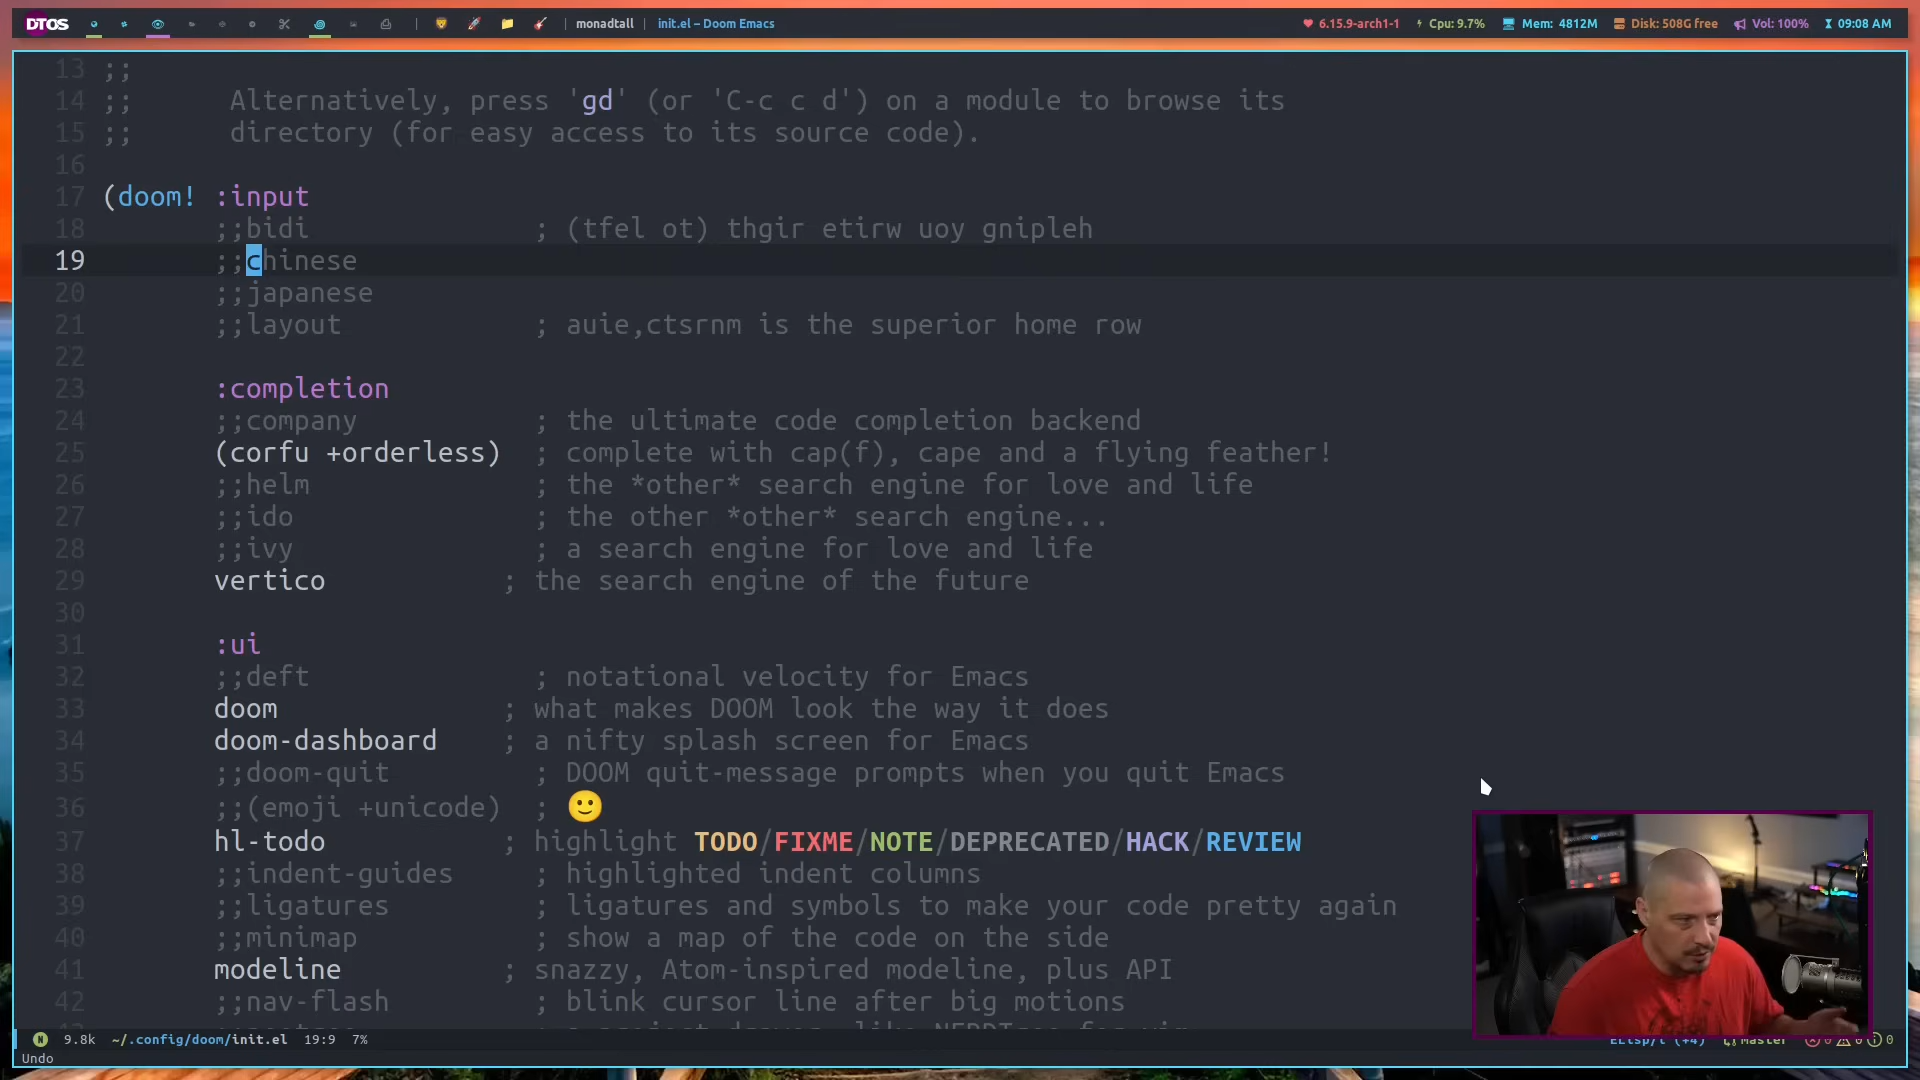 DTOS | monadtall | init.el – Doom Emacs 6.15.9-arch1-1 Cpu: 9.7% Mem: 4812M Disk: 508G free Vol: 100% 09:08 AM
13 ;;
14 ;; Alternatively, press 'gd' (or 'C-c c d') on a module to browse its
15 ;; directory (for easy access to its source code).
16
17 (doom! :input
18 ;;bidi ; (tfel ot) thgir etirw uoy gnipleh
19 ;;chinese
20 ;;japanese
21 ;;layout ; auie,ctsrnm is the superior home row
22
23 :completion
24 ;;company ; the ultimate code completion backend
25 (corfu +orderless) ; complete with cap(f), cape and a flying feather!
26 ;;helm ; the *other* search engine for love and life
27 ;;ido ; the other *other* search engine...
28 ;;ivy ; a search engine for love and life
29 vertico ; the search engine of the future
30
31 :ui
32 ;;deft ; notational velocity for Emacs
33 doom ; what makes DOOM look the way it does
34 doom-dashboard ; a nifty splash screen for Emacs
35 ;;doom-quit ; DOOM quit-message prompts when you quit Emacs
36 ;;(emoji +unicode) ; 🙂
37 hl-todo ; highlight TODO/FIXME/NOTE/DEPRECATED/HACK/REVIEW
38 ;;indent-guides ; highlighted indent columns
39 ;;ligatures ; ligatures and symbols to make your code pretty again
40 ;;minimap ; show a map of the code on the side
41 modeline ; snazzy, Atom-inspired modeline, plus API
42 ;;nav-flash ; blink cursor line after big motions
N 9.8k ~/.config/doom/init.el 19:9 7% master 0 0 0
Undo